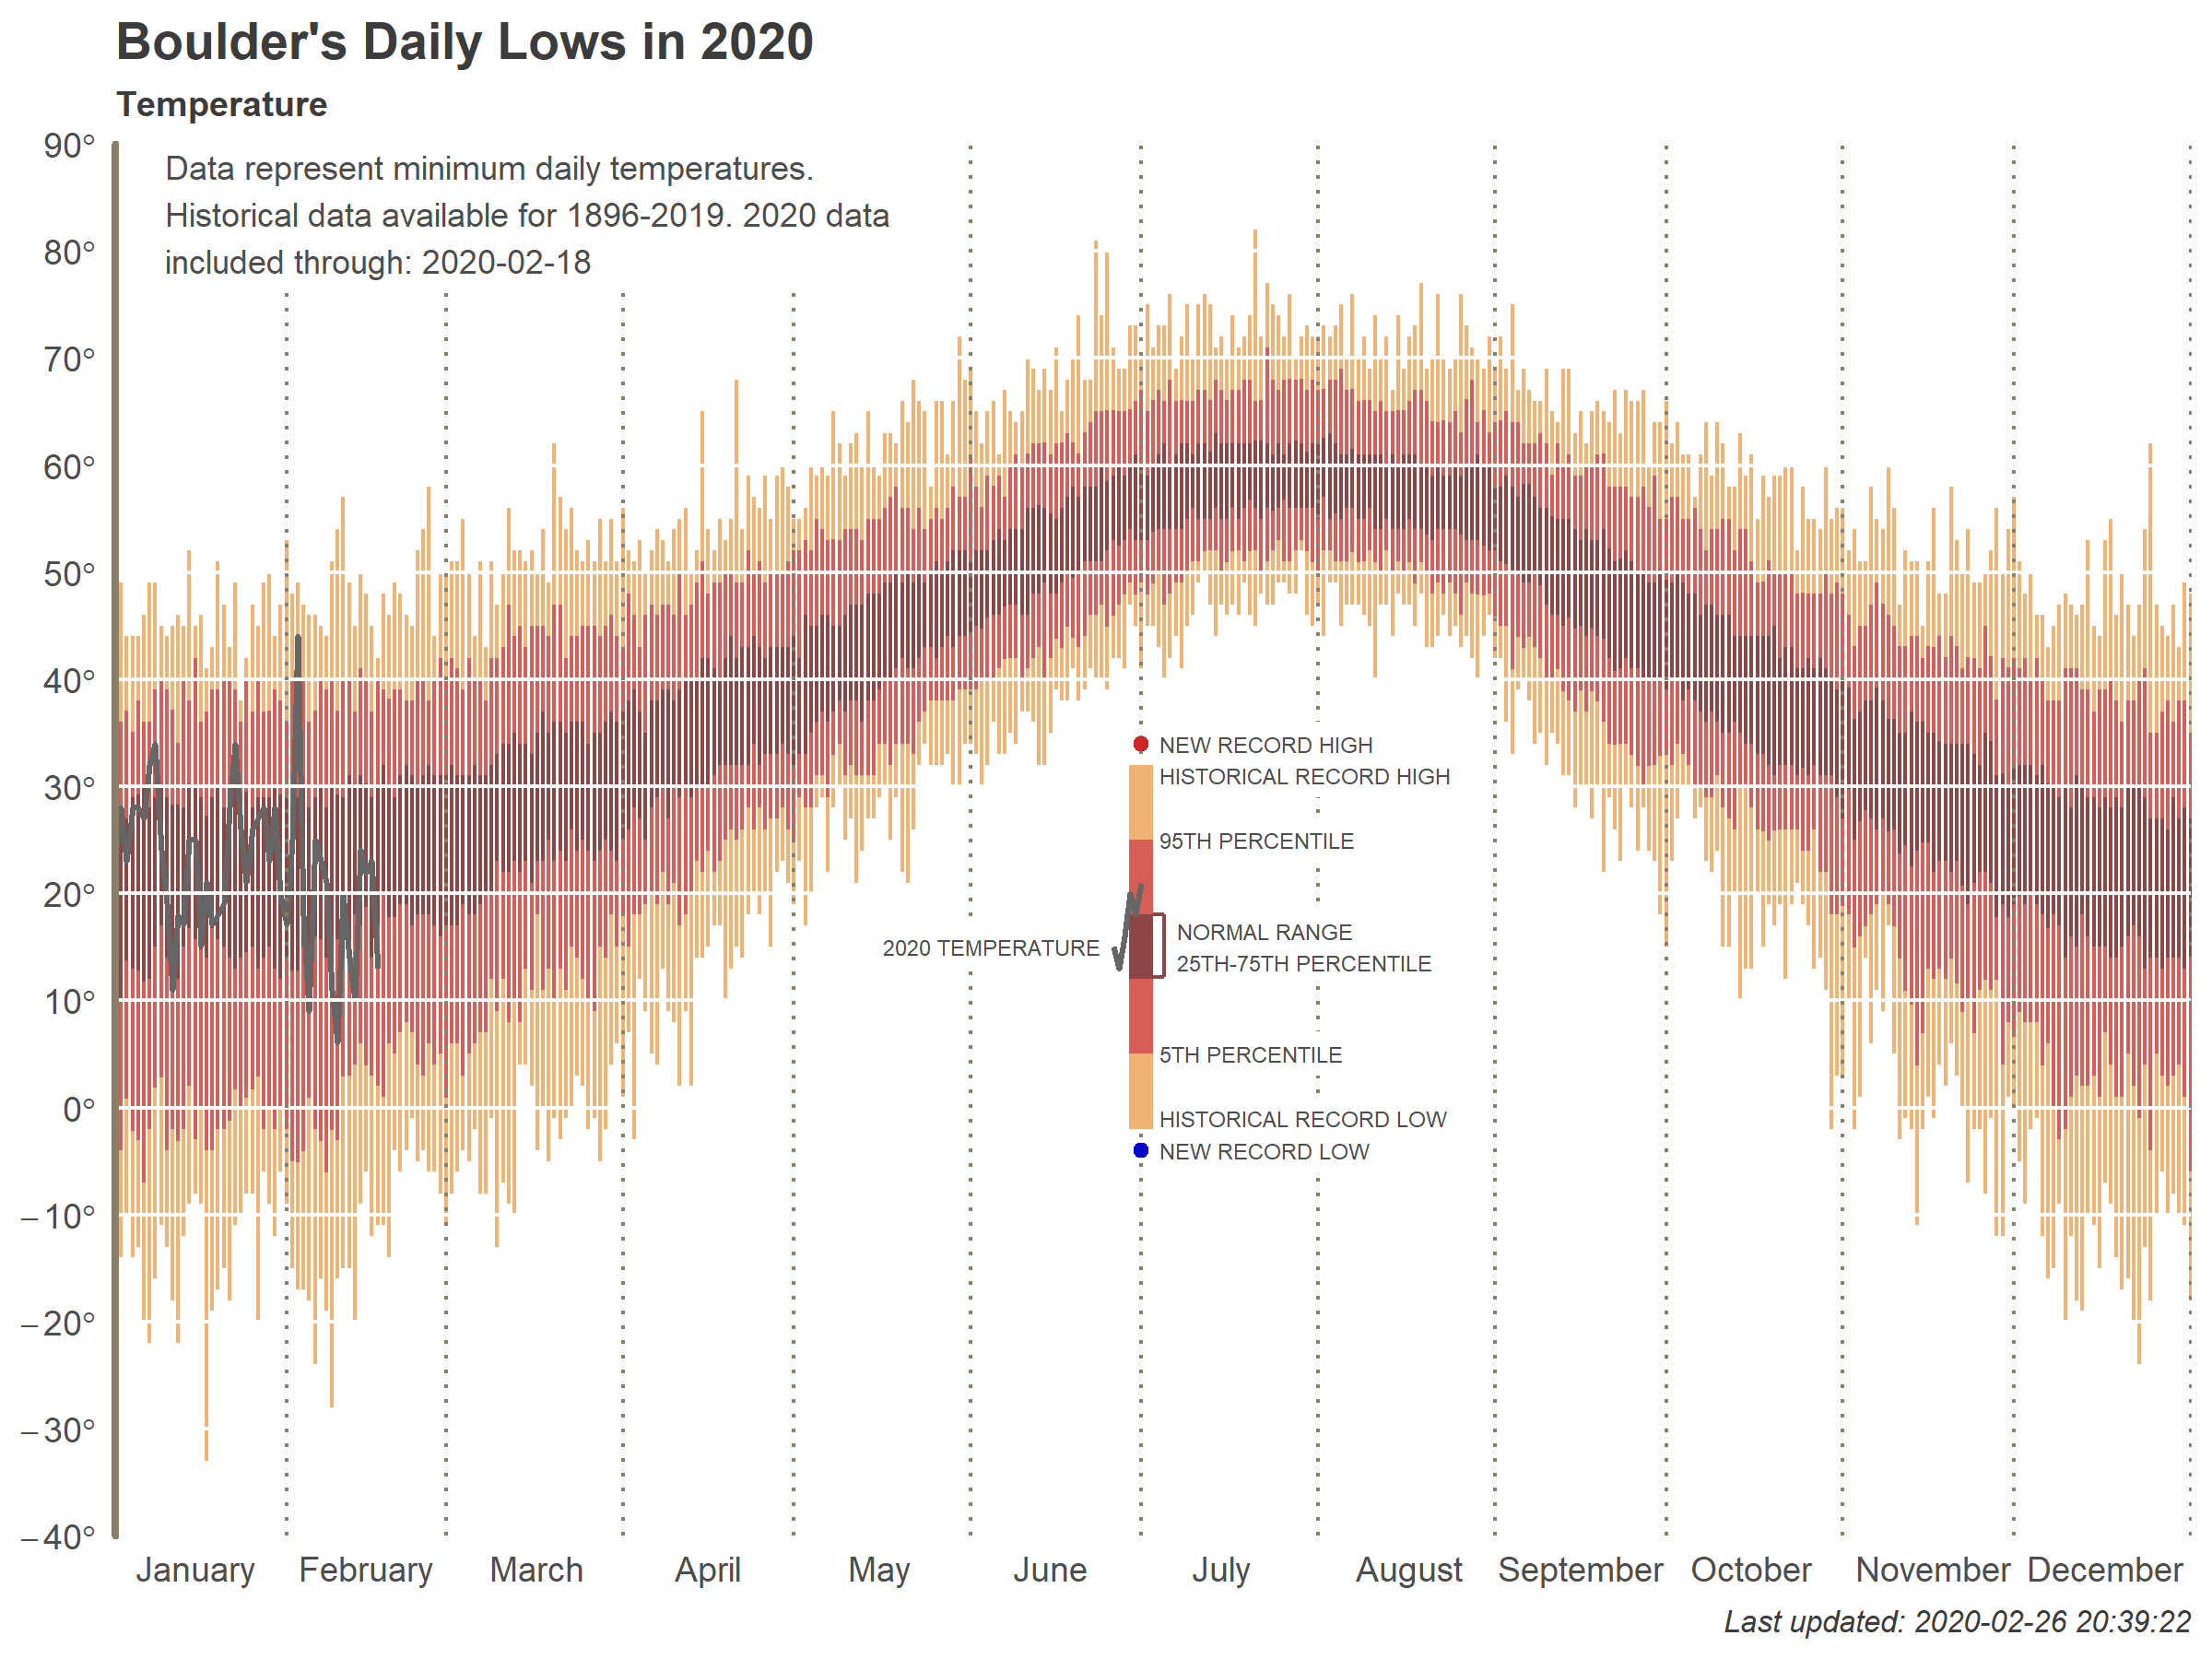 Boulder's Daily Lows in 2020
Temperature
90°
Data represent minimum daily temperatures.
Historical data available for 1896-2019. 2020 data
included through: 2020-02-18
80°
70°
60°
50°
40°
30°
20°
10°
0°
−10°
−20°
−30°
−40°
NEW RECORD HIGH
HISTORICAL RECORD HIGH
95TH PERCENTILE
2020 TEMPERATURE
NORMAL RANGE
25TH-75TH PERCENTILE
5TH PERCENTILE
HISTORICAL RECORD LOW
NEW RECORD LOW
January February March April May June July August September October November December
Last updated: 2020-02-26 20:39:22